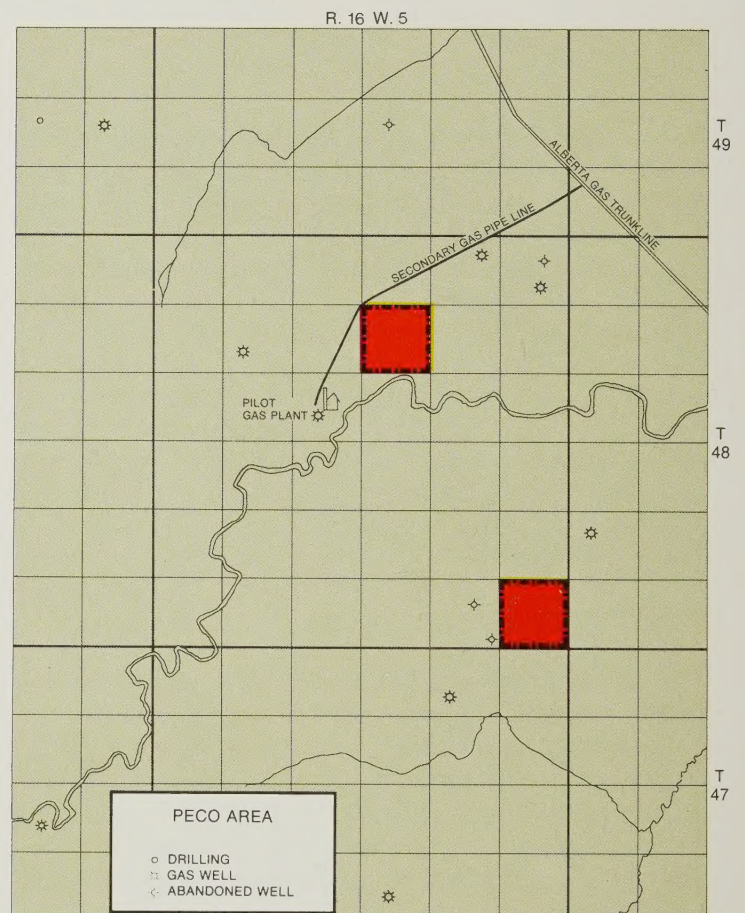 R. 16 W. 5
T
49
ALBERTA GAS TRUNKLINE
SECONDARY GAS PIPE LINE
PILOT
GAS PLANT
T
48
T
47
PECO AREA
DRILLING
GAS WELL
ABANDONED WELL